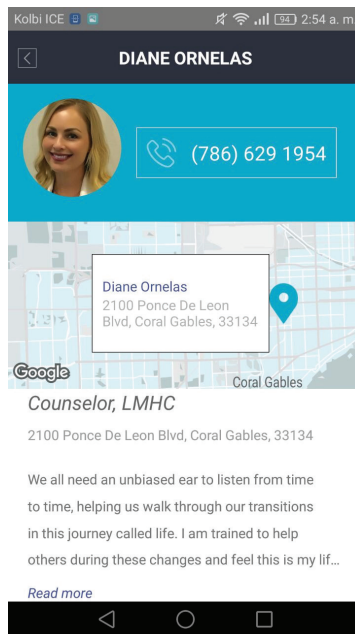 Kolbi ICE 94 2:54 a. m
DIANE ORNELAS
(786) 629 1954
Diane Ornelas
2100 Ponce De Leon
Blvd, Coral Gables, 33134
Google
Coral Gables
Counselor, LMHC
2100 Ponce De Leon Blvd, Coral Gables, 33134
We all need an unbiased ear to listen from time
to time, helping us walk through our transitions
in this journey called life. I am trained to help
others during these changes and feel this is my lif...
Read more